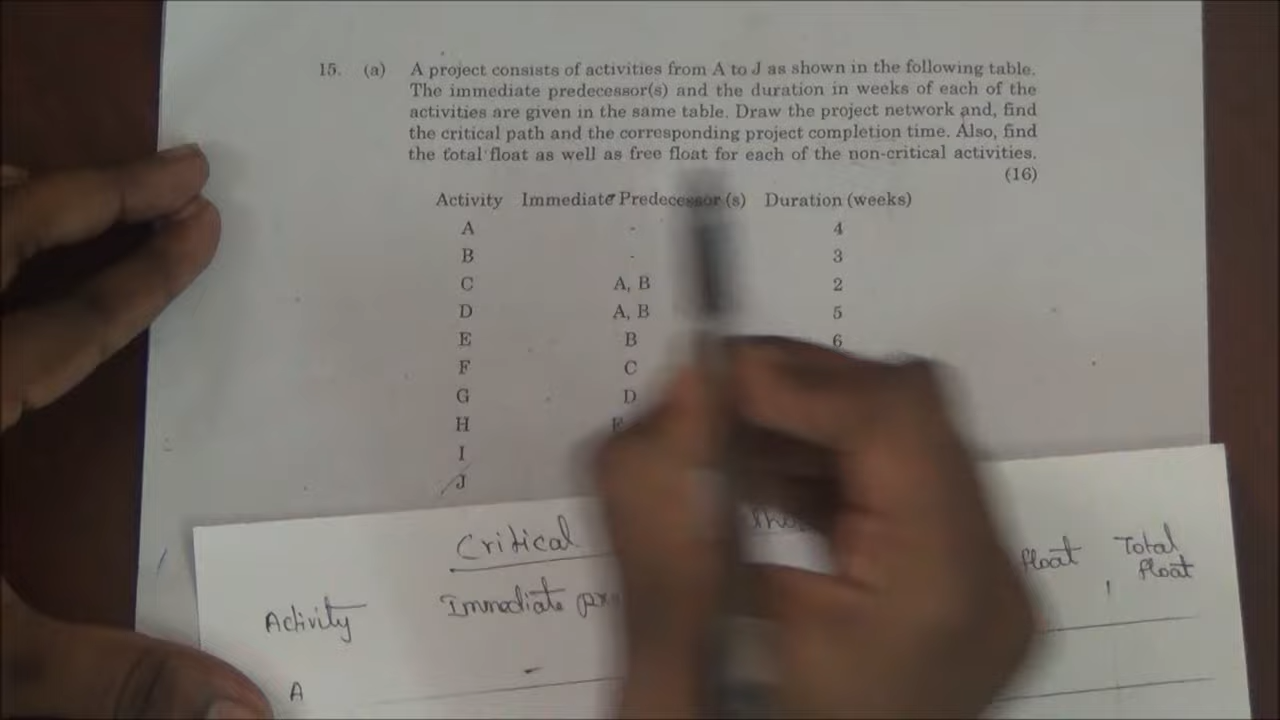 15. (a) A project consists of activities from A to J as shown in the following table.
The immediate predecessor(s) and the duration in weeks of each of the
activities are given in the same table. Draw the project network and, find
the critical path and the corresponding project completion time. Also, find
the total float as well as free float for each of the non-critical activities.
(16)
Activity Immediate Predecessor (s) Duration (weeks)
A - 4
B - 3
C A, B 2
D A, B 5
E B 6
F C
G D
H
I
J
Critical
float Total float
Activity Immediate
A -